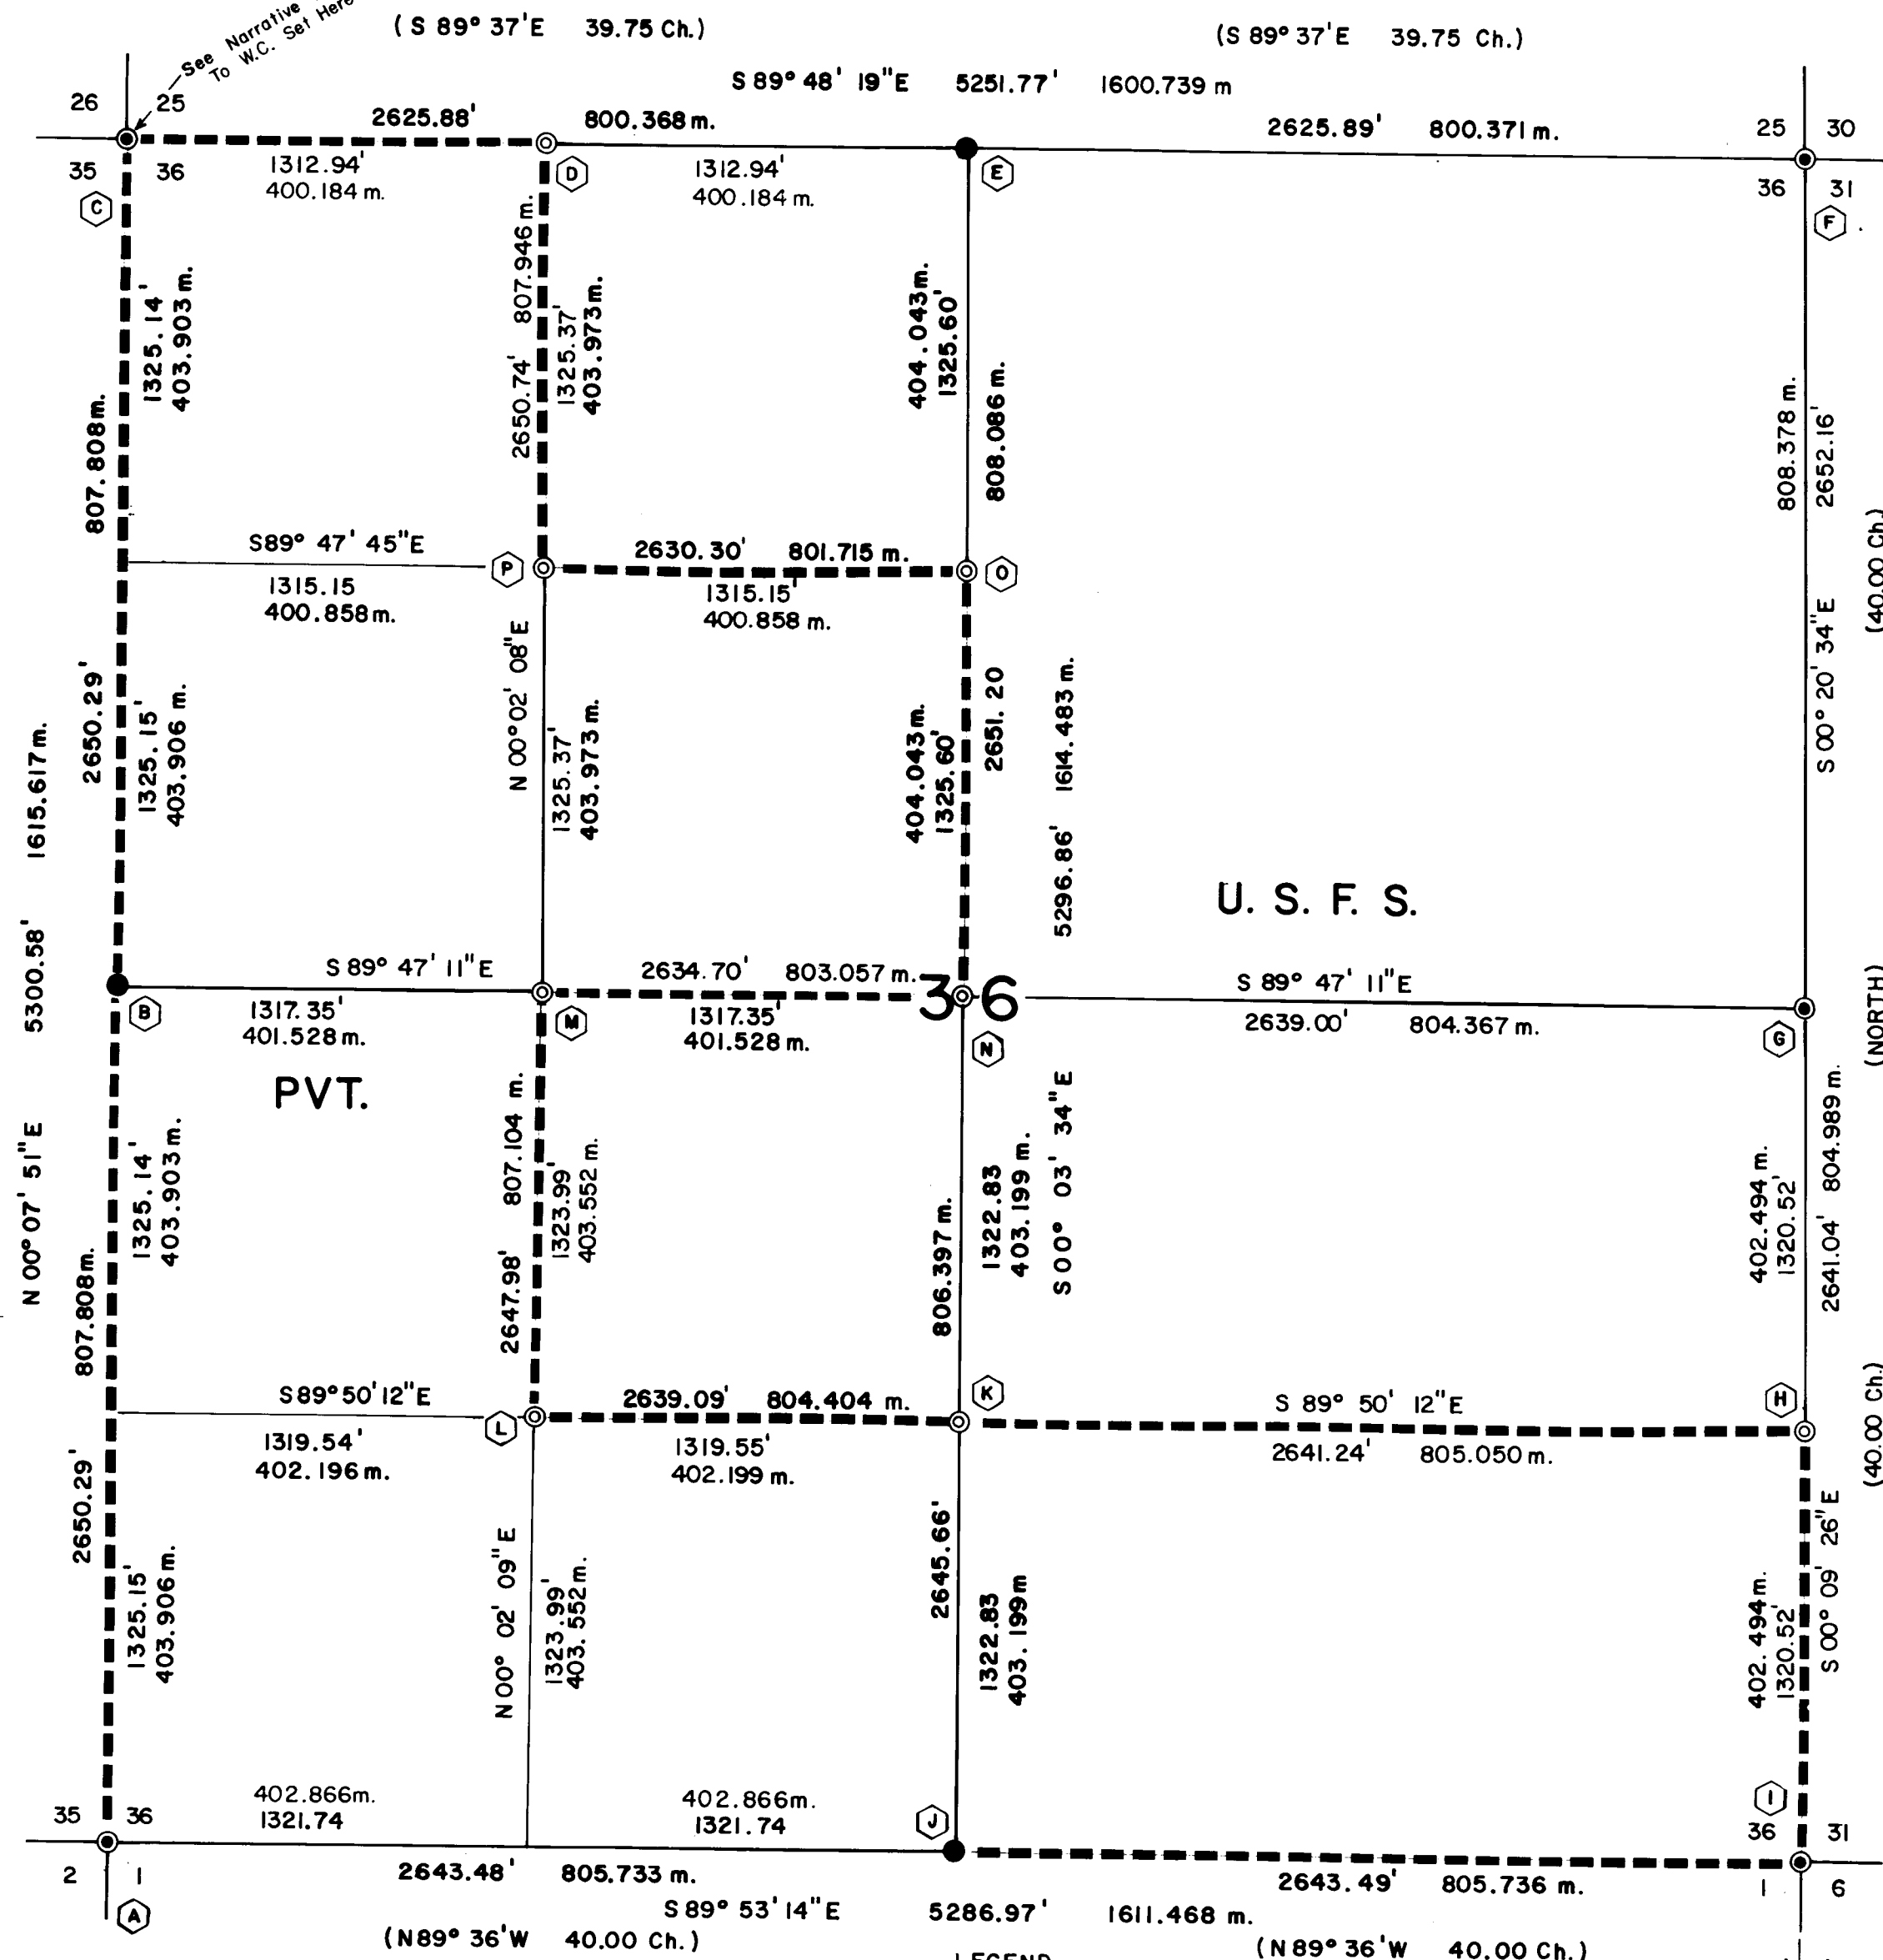 See Narrative
To W.C. Set Here
( S 89° 37' E 39.75 Ch.)
(S 89° 37' E 39.75 Ch.)
S 89° 48' 19" E 5251.77' 1600.739 m
26 25
2625.88' 800.368 m.
2625.89' 800.371 m.
25 30
35 36
1312.94'
400.184 m.
D
1312.94'
400.184 m.
E
36 31
C
F
1325.14'
403.903 m.
807.808 m.
2650.74' 807.946 m.
1325.37'
403.973 m.
404.043 m.
1325.60'
808.086 m.
808.378 m.
2652.16'
(40.00 Ch.)
S 89° 47' 45" E
P
2630.30' 801.715 m.
O
1315.15
400.858 m.
1315.15'
400.858 m.
N 00° 02' 08" E
S 00° 20' 34" E
2650.29'
1325.15'
403.906 m.
1325.37'
403.973 m.
404.043 m.
1325.60'
2651.20
5296.86' 1614.483 m.
N 00° 07' 51" E 5300.58' 1615.617 m.
U. S. F. S.
S 89° 47' 11" E
2634.70' 803.057 m.
36
S 89° 47' 11" E
B
1317.35'
401.528 m.
M
1317.35'
401.528 m.
N
2639.00' 804.367 m.
G
(NORTH)
PVT.
1325.14'
403.903 m.
807.808 m.
2647.98' 807.104 m.
1323.99'
403.552 m.
806.397 m.
1322.83
403.199 m.
S 00° 03' 34" E
402.494 m.
1320.52'
2641.04' 804.989 m.
S 89° 50' 12" E
L
2639.09' 804.404 m.
K
S 89° 50' 12" E
H
1319.54'
402.196 m.
1319.55'
402.199 m.
2641.24' 805.050 m.
(40.00 Ch.)
2650.29'
1325.15'
403.906 m.
N 00° 02' 09" E
1323.99'
403.552 m.
2645.66'
1322.83
403.199 m
402.494 m.
1320.52'
S 00° 09' 26" E
402.866 m.
1321.74
402.866 m.
1321.74
J
I
35 36
36 31
2 1
2643.48' 805.733 m.
2643.49' 805.736 m.
1 6
A
S 89° 53' 14" E 5286.97' 1611.468 m.
(N 89° 36' W 40.00 Ch.)
(N 89° 36' W 40.00 Ch.)
LEGEND